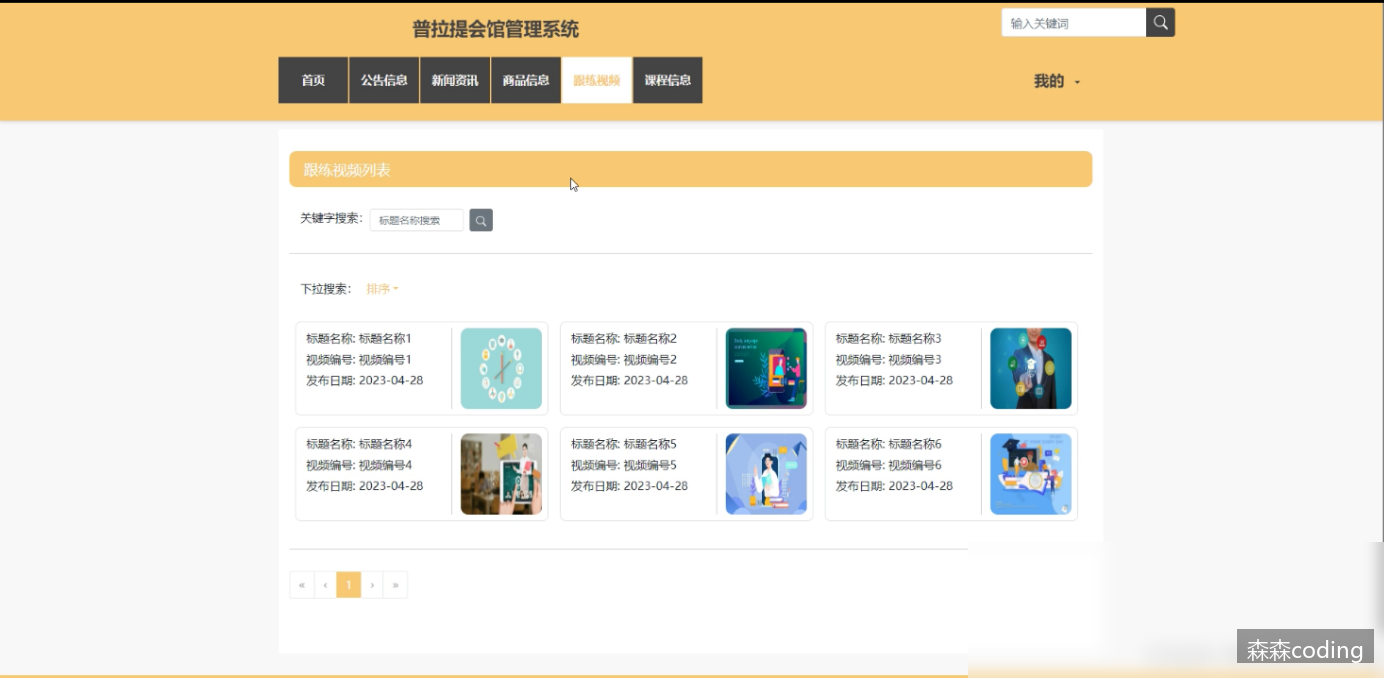 普拉提会馆管理系统
输入关键词
首页 公告信息 新闻资讯 商品信息 跟练视频 课程信息
我的
跟练视频列表
关键字搜索: 标题名称搜索
下拉搜索: 排序
标题名称: 标题名称1
视频编号: 视频编号1
发布日期: 2023-04-28
标题名称: 标题名称2
视频编号: 视频编号2
发布日期: 2023-04-28
标题名称: 标题名称3
视频编号: 视频编号3
发布日期: 2023-04-28
标题名称: 标题名称4
视频编号: 视频编号4
发布日期: 2023-04-28
标题名称: 标题名称5
视频编号: 视频编号5
发布日期: 2023-04-28
标题名称: 标题名称6
视频编号: 视频编号6
发布日期: 2023-04-28
« ‹ 1 › »
森森coding